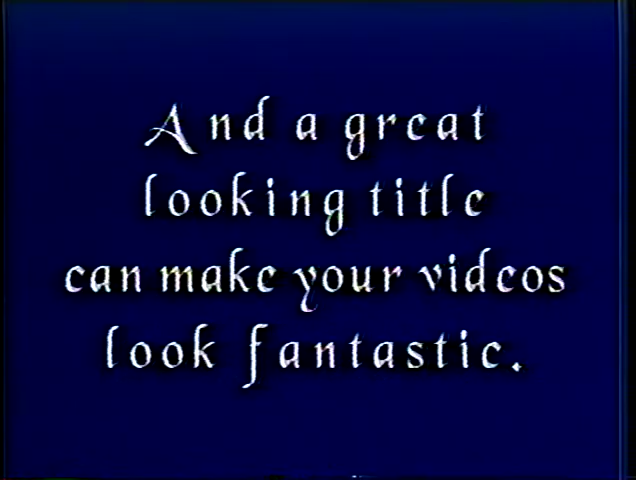 And a great
looking title
can make your videos
look fantastic.